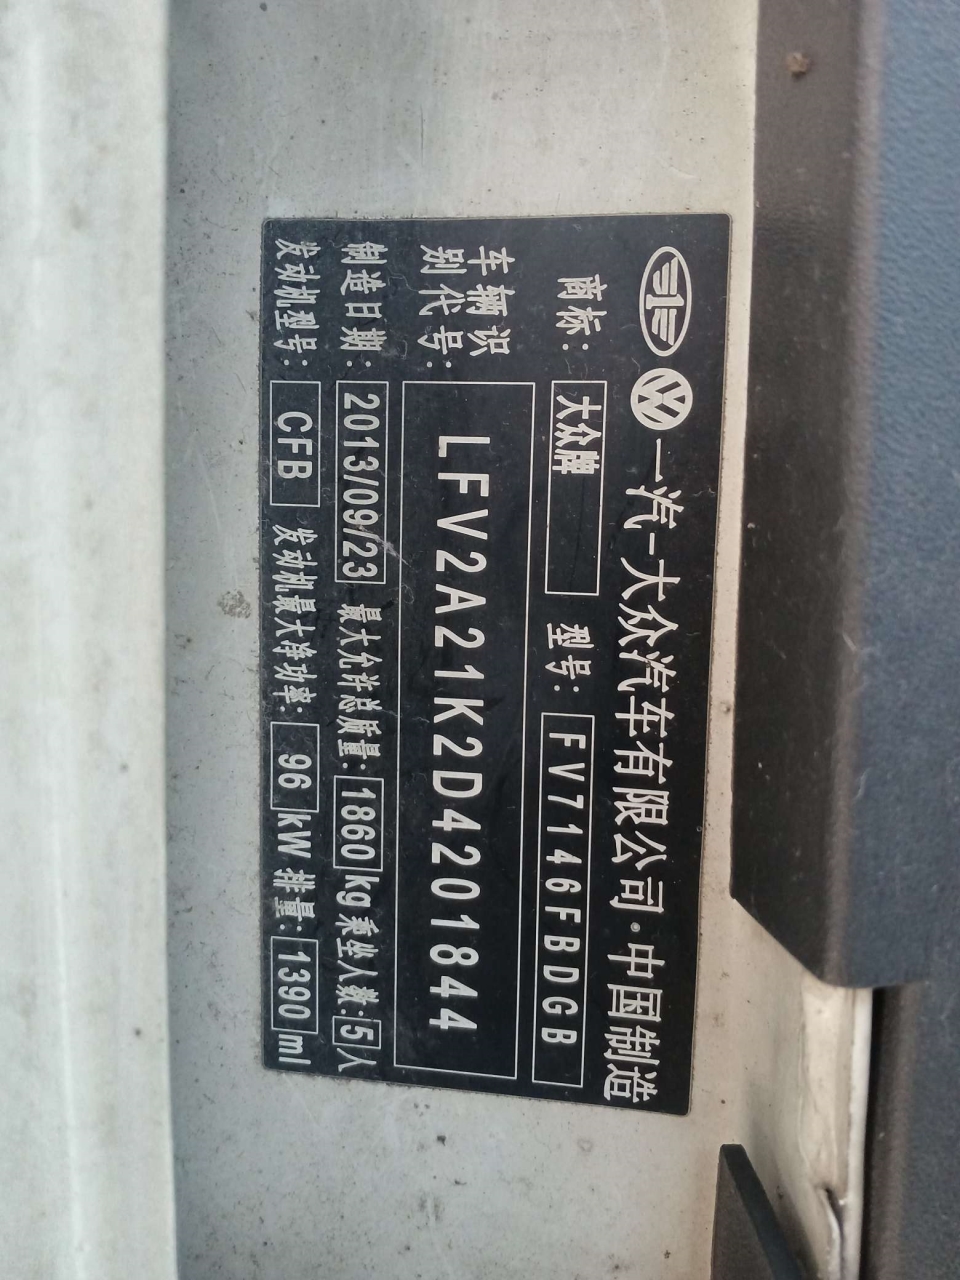 一汽-大众汽车有限公司·中国制造
商标: 大众牌 型号: FV7146FBDGB
车辆识别代号: LFV2A21K2D4201844
制造日期: 2013/09/23 最大允许总质量: 1860 kg 乘坐人数: 5 人
发动机型号: CFB 发动机最大净功率: 96 kW 排量: 1390 ml